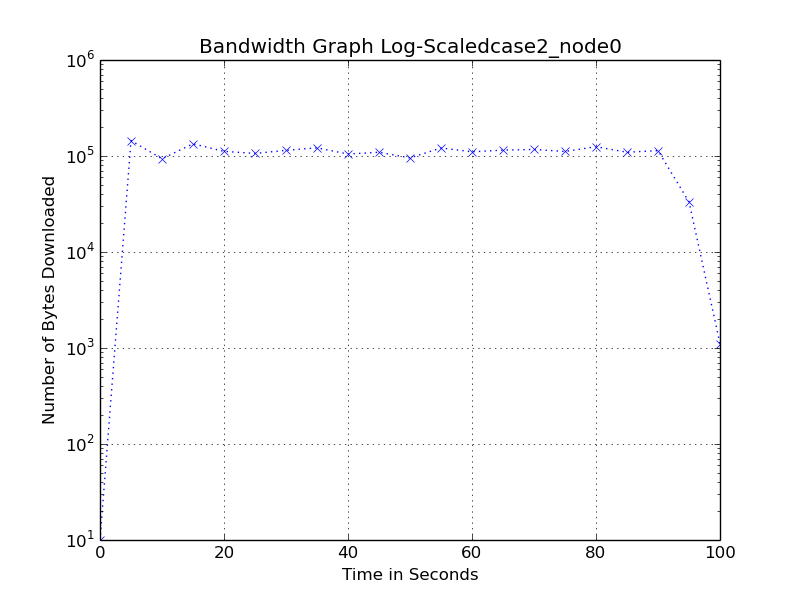 Bandwidth Graph Log-Scaledcase2_node0
10^6
10^5
10^4
10^3
10^2
10^1
Number of Bytes Downloaded
0 20 40 60 80 100
Time in Seconds